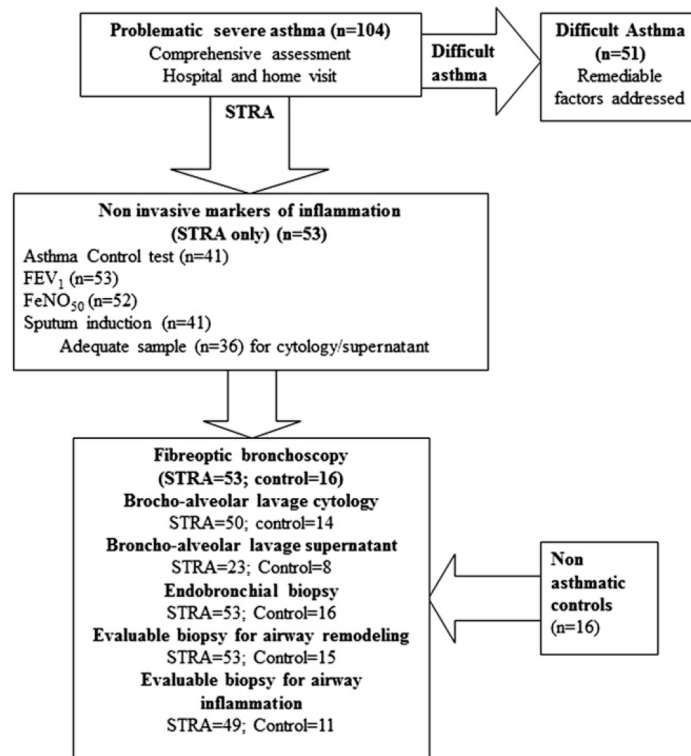 Problematic severe asthma (n=104)
Comprehensive assessment
Hospital and home visit
Difficult
asthma
Difficult Asthma
(n=51)
Remediable
factors addressed
STRA
Non invasive markers of inflammation
(STRA only) (n=53)
Asthma Control test (n=41)
FEV1 (n=53)
FeNO50 (n=52)
Sputum induction (n=41)
Adequate sample (n=36) for cytology/supernatant
Fibreoptic bronchoscopy
(STRA=53; control=16)
Brocho-alveolar lavage cytology
STRA=50; control=14
Broncho-alveolar lavage supernatant
STRA=23; Control=8
Endobronchial biopsy
STRA=53; Control=16
Evaluable biopsy for airway remodeling
STRA=53; Control=15
Evaluable biopsy for airway
inflammation
STRA=49; Control=11
Non
asthmatic
controls
(n=16)